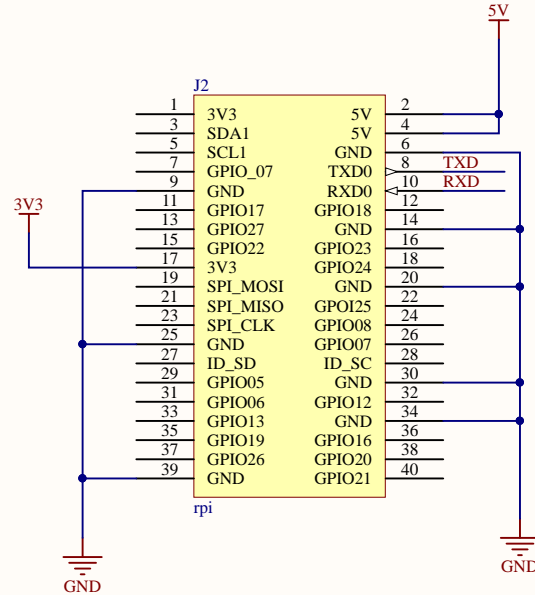 5V
J2
1 3V3 5V 2
3 SDA1 5V 4
5 SCL1 GND 6
7 GPIO_07 TXD0 8 TXD
9 GND RXD0 10 RXD
11 GPIO17 GPIO18 12
3V3
13 GPIO27 GND 14
15 GPIO22 GPIO23 16
17 3V3 GPIO24 18
19 SPI_MOSI GND 20
21 SPI_MISO GPOI25 22
23 SPI_CLK GPIO08 24
25 GND GPIO07 26
27 ID_SD ID_SC 28
29 GPIO05 GND 30
31 GPIO06 GPIO12 32
33 GPIO13 GND 34
35 GPIO19 GPIO16 36
37 GPIO26 GPIO20 38
39 GND GPIO21 40
rpi
GND
GND